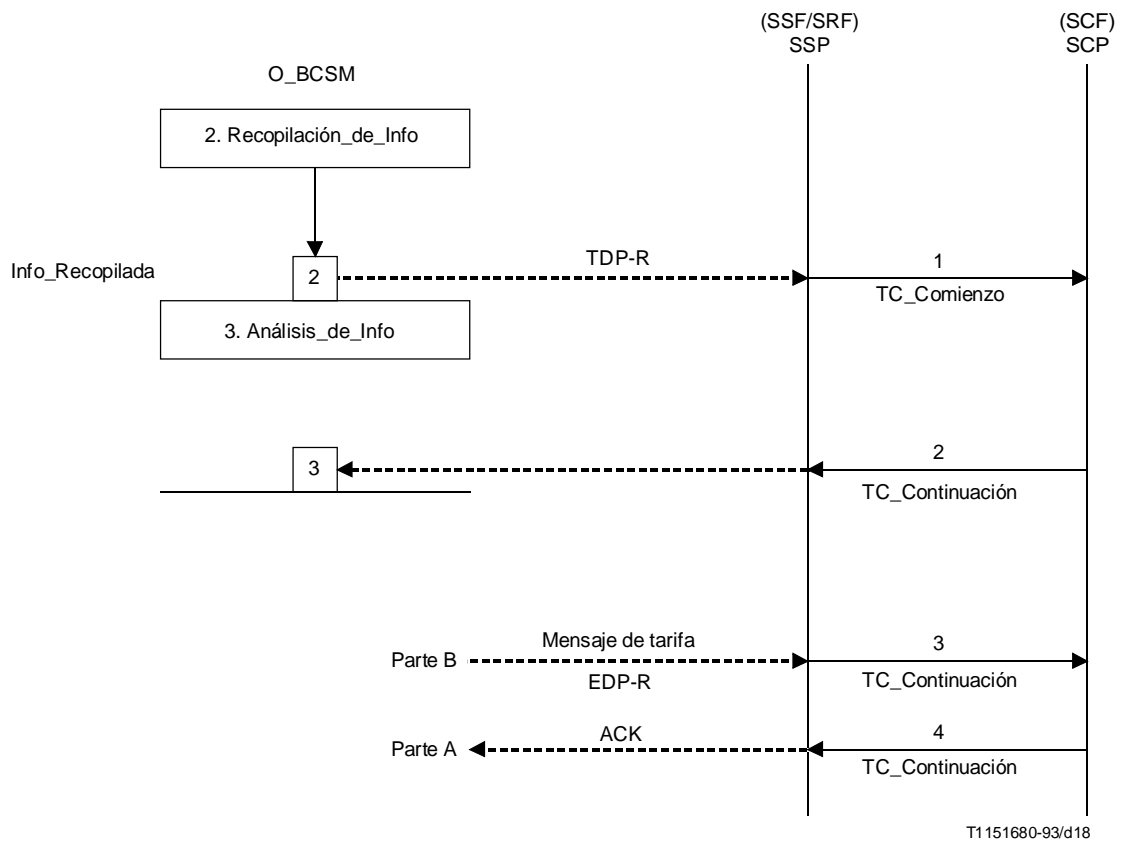 (SSF/SRF)
SSP
(SCF)
SCP
O_BCSM
2. Recopilación_de_Info
Info_Recopilada
2
TDP-R
1
TC_Comienzo
3. Análisis_de_Info
3
2
TC_Continuación
Parte B
Mensaje de tarifa
EDP-R
3
TC_Continuación
Parte A
ACK
4
TC_Continuación
T1151680-93/d18